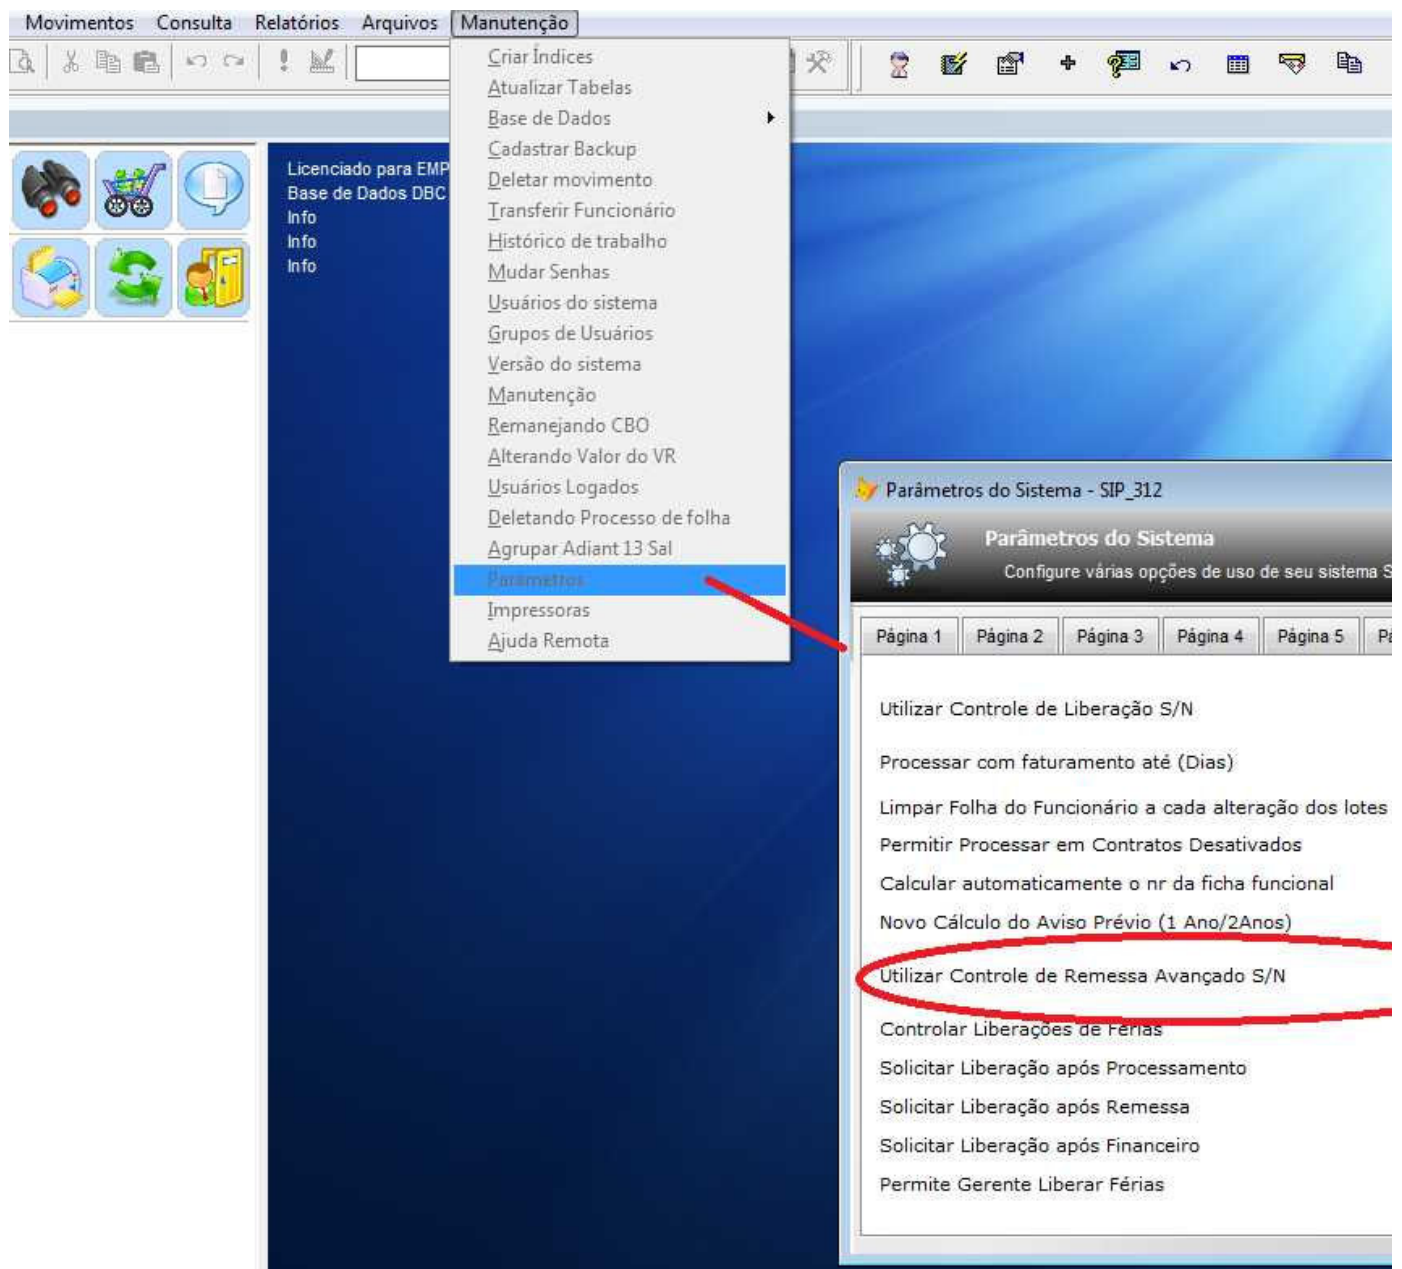 Movimentos Consulta Relatórios Arquivos Manutenção
Criar Índices
Atualizar Tabelas
Base de Dados
Cadastrar Backup
Deletar movimento
Transferir Funcionário
Histórico de trabalho
Mudar Senhas
Usuários do sistema
Grupos de Usuários
Versão do sistema
Manutenção
Remanejando CBO
Alterando Valor do VR
Usuários Logados
Deletando Processo de folha
Agrupar Adiant 13 Sal
Parâmetros
Impressoras
Ajuda Remota
Licenciado para EMP
Base de Dados DBC
Info
Info
Info
Parâmetros do Sistema - SIP_312
Parâmetros do Sistema
Configure várias opções de uso de seu sistema S
Página 1 Página 2 Página 3 Página 4 Página 5 Pá
Utilizar Controle de Liberação S/N
Processar com faturamento até (Dias)
Limpar Folha do Funcionário a cada alteração dos lotes
Permitir Processar em Contratos Desativados
Calcular automaticamente o nr da ficha funcional
Novo Cálculo do Aviso Prévio (1 Ano/2Anos)
Utilizar Controle de Remessa Avançado S/N
Controlar Liberações de Férias
Solicitar Liberação após Processamento
Solicitar Liberação após Remessa
Solicitar Liberação após Financeiro
Permite Gerente Liberar Férias